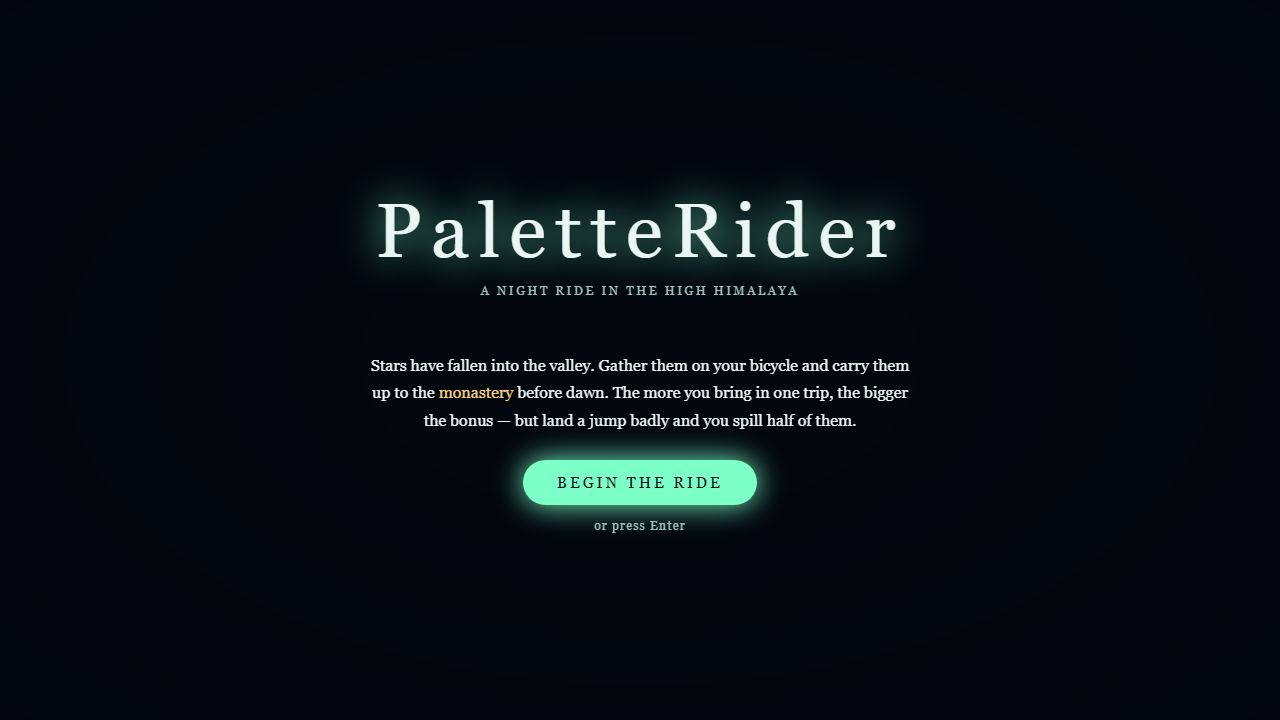 PaletteRider
A NIGHT RIDE IN THE HIGH HIMALAYA
Stars have fallen into the valley. Gather them on your bicycle and carry them
up to the monastery before dawn. The more you bring in one trip, the bigger
the bonus — but land a jump badly and you spill half of them.
BEGIN THE RIDE
or press Enter